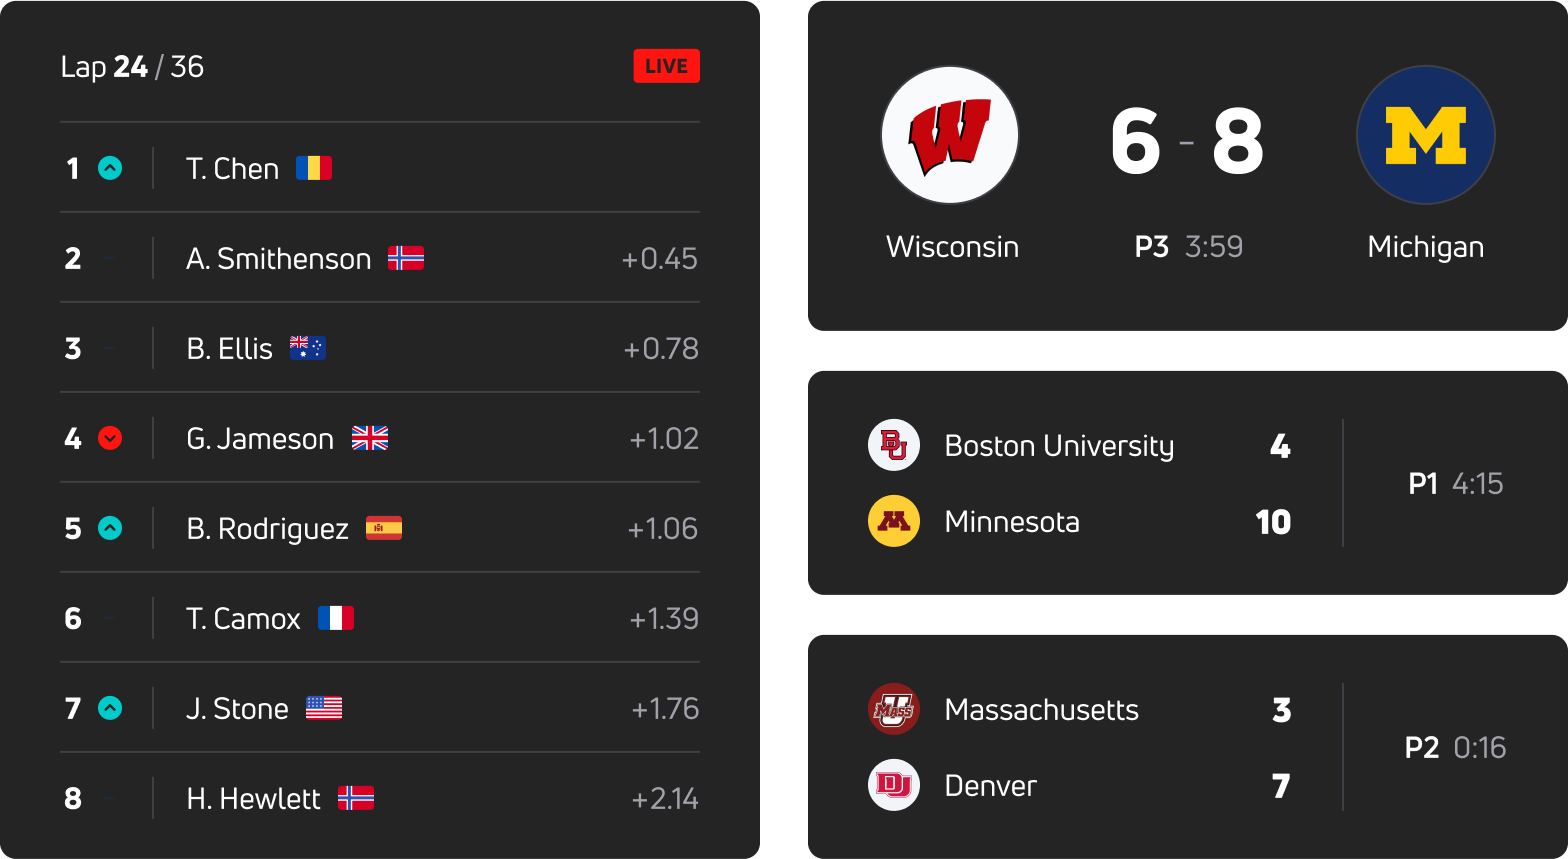 Lap 24 / 36 LIVE
1 T. Chen
2 - A. Smithenson +0.45
3 - B. Ellis +0.78
4 G. Jameson +1.02
5 B. Rodriguez +1.06
6 - T. Camox +1.39
7 J. Stone +1.76
8 - H. Hewlett +2.14
W 6 - 8 M
Wisconsin P3 3:59 Michigan
BU Boston University 4
M Minnesota 10
P1 4:15
U MASS Massachusetts 3
DU Denver 7
P2 0:16